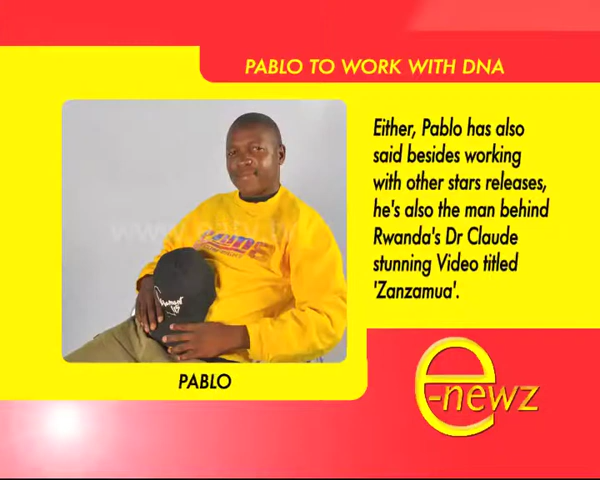 PABLO TO WORK WITH DNA
Either, Pablo has also
said besides working
with other stars releases,
he's also the man behind
Rwanda's Dr Claude
stunning Video titled
'Zanzamua'.
PABLO
e-newz